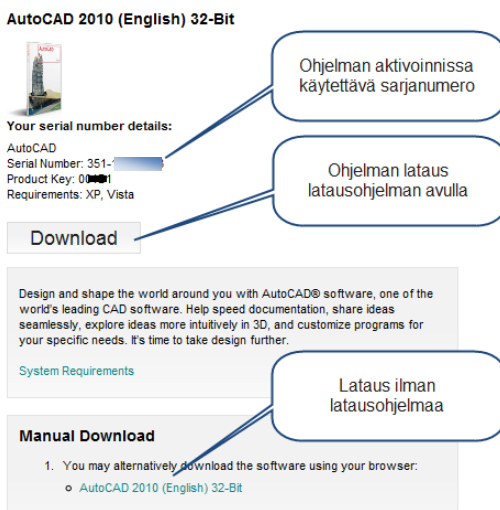 AutoCAD 2010 (English) 32-Bit
Ohjelman aktivoinnissa
käytettävä sarjanumero
Your serial number details:
AutoCAD
Serial Number: 351-
Product Key: 00
Requirements: XP, Vista
Ohjelman lataus
latausohjelman avulla
Download
Design and shape the world around you with AutoCAD® software, one of the
world's leading CAD software. Help speed documentation, share ideas
seamlessly, explore ideas more intuitively in 3D, and customize programs for
your specific needs. It's time to take design further.
System Requirements
Lataus ilman
latausohjelmaa
Manual Download
1. You may alternatively download the software using your browser:
AutoCAD 2010 (English) 32-Bit